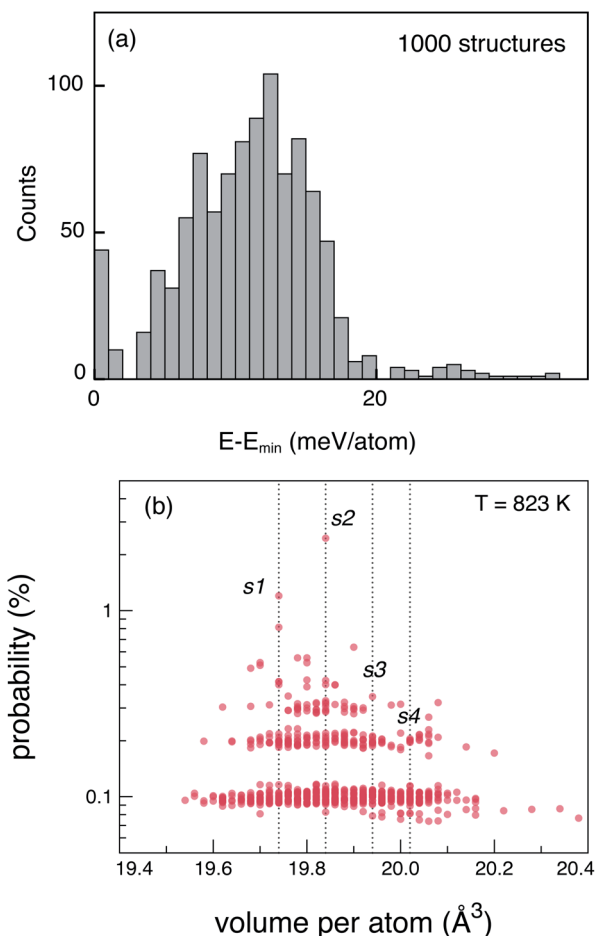 (a)
1000 structures
100
50
0
Counts
0
20
E-Emin (meV/atom)
(b)
T = 823 K
s2
s1
s3
s4
1
0.1
probability (%)
19.4
19.6
19.8
20.0
20.2
20.4
volume per atom (Å³)